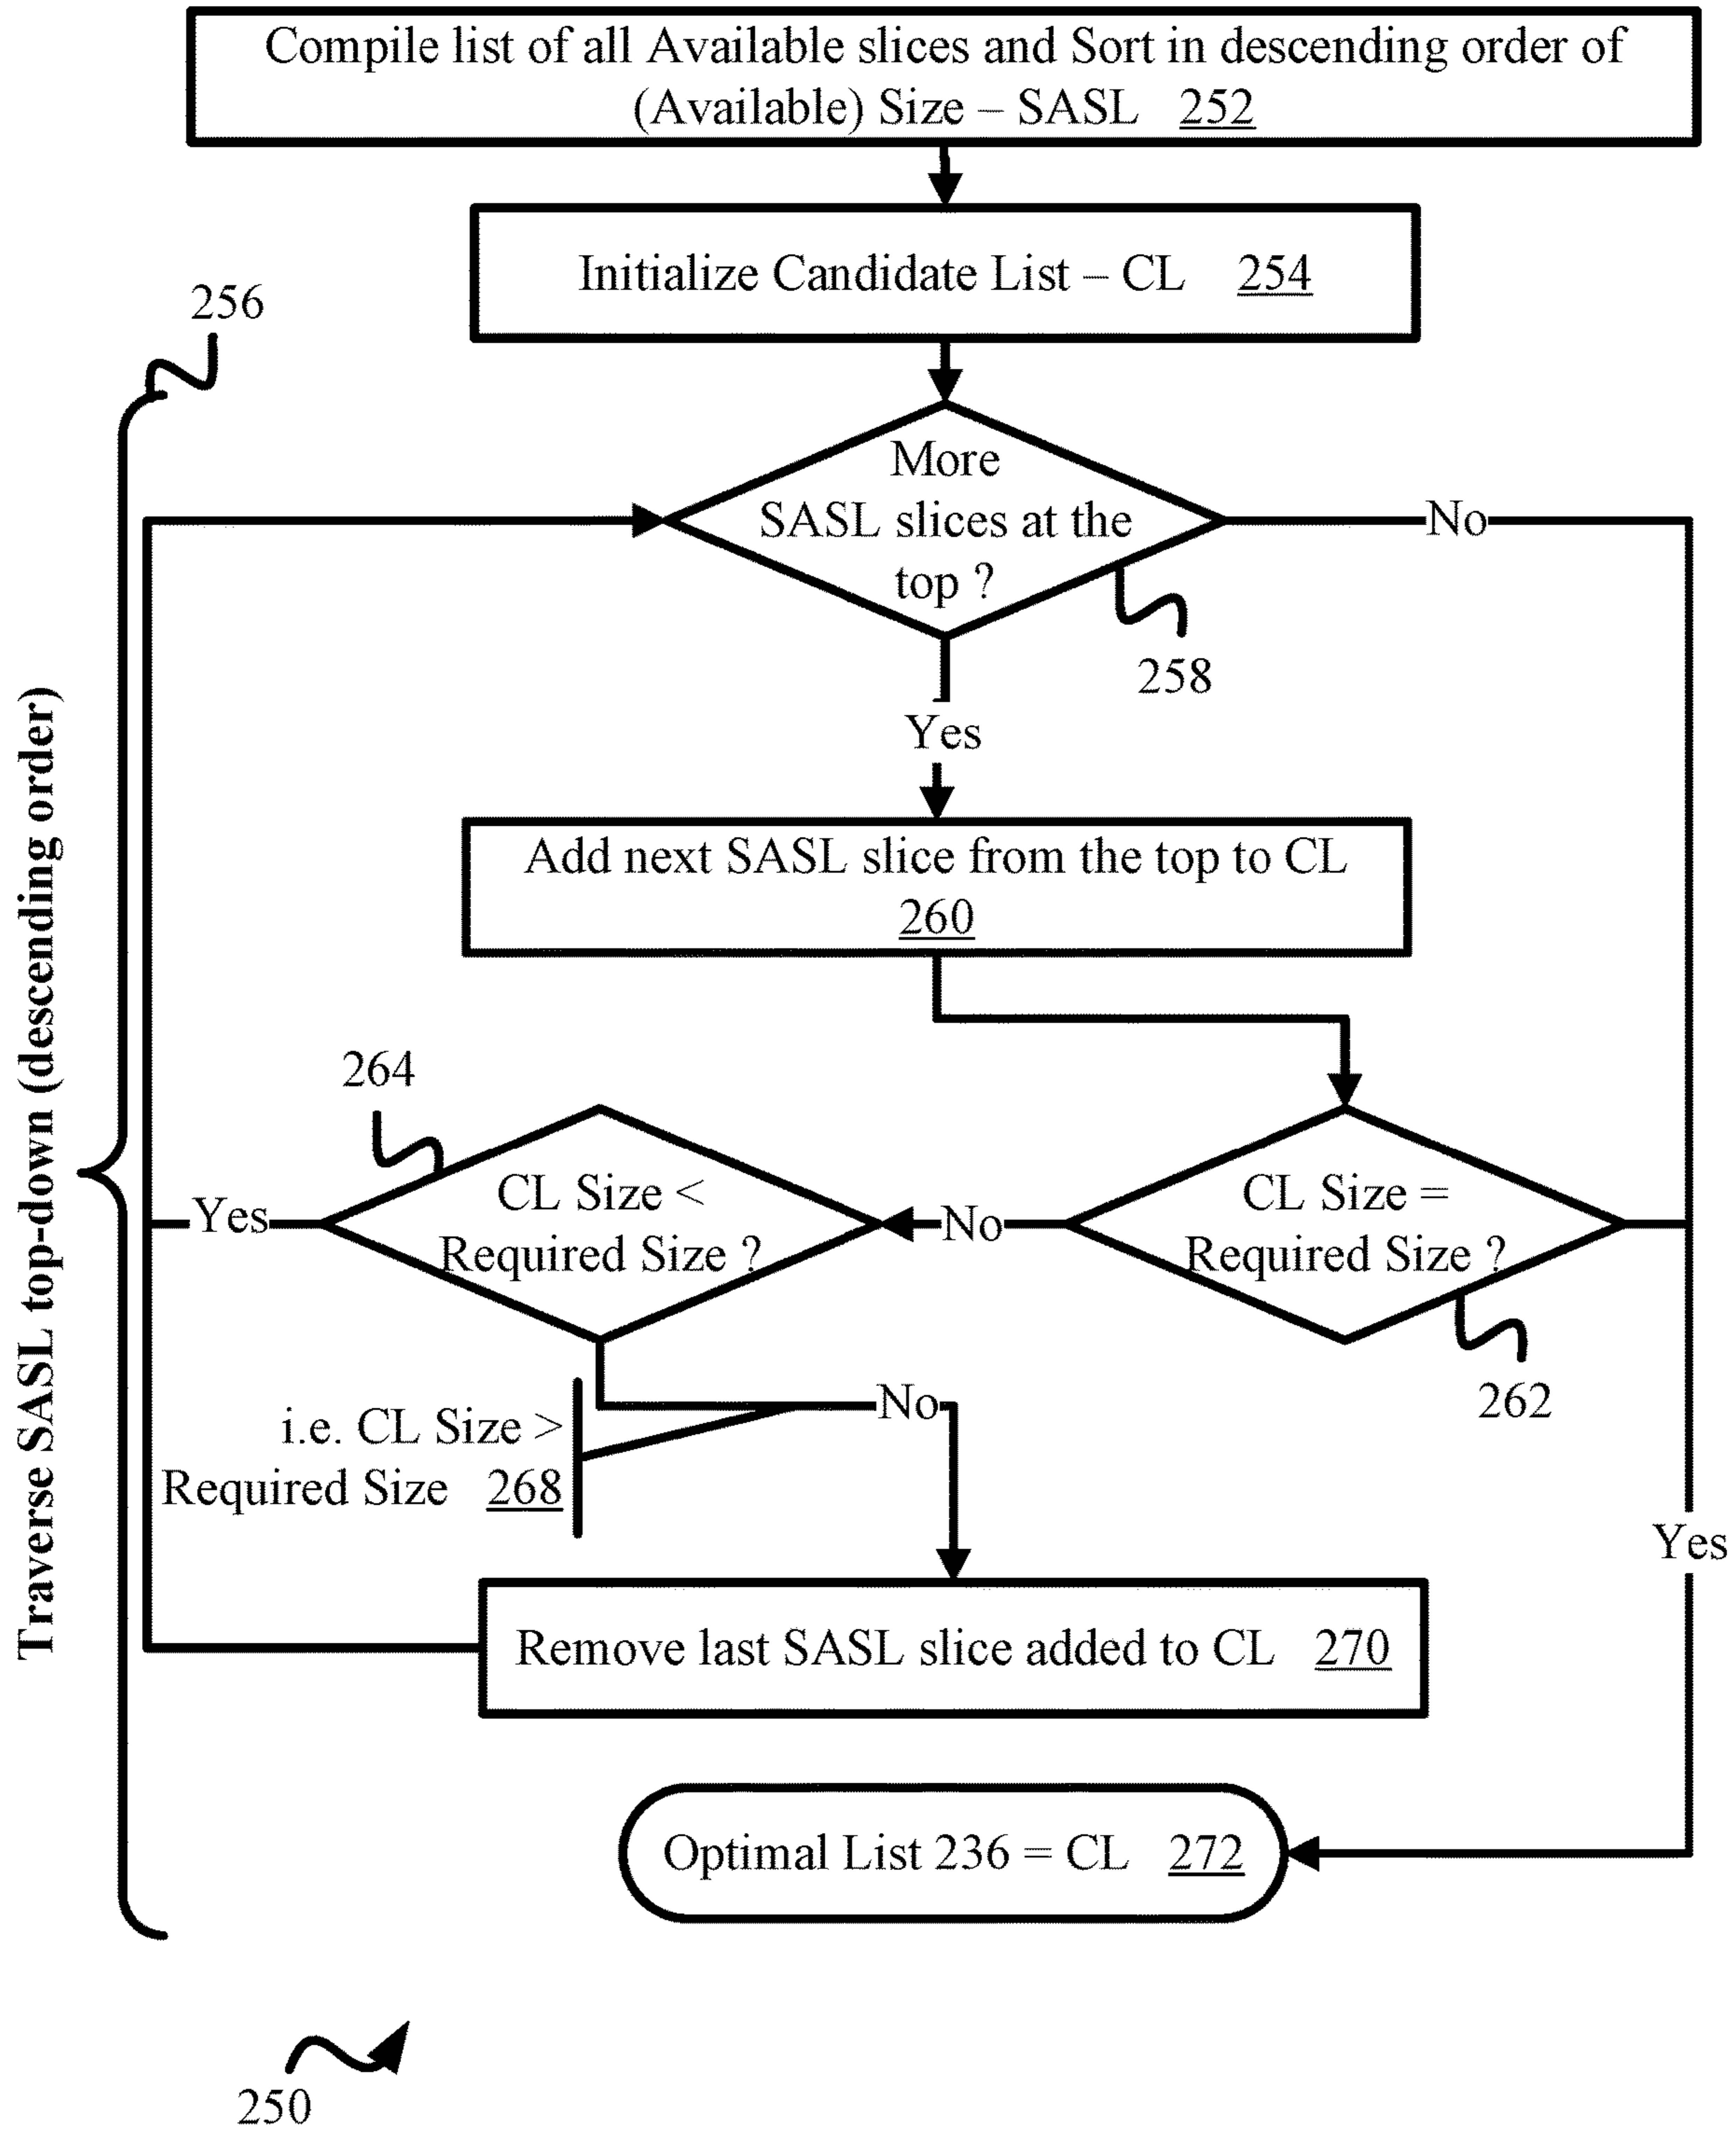 Compile list of all Available slices and Sort in descending order of
(Available) Size – SASL 252
Initialize Candidate List – CL 254
256
More
SASL slices at the
top ?
No
258
Yes
Add next SASL slice from the top to CL
260
264
CL Size <
Required Size ?
Yes
No
CL Size =
Required Size ?
262
No
i.e. CL Size >
Required Size 268
Yes
Remove last SASL slice added to CL 270
Optimal List 236 = CL 272
Traverse SASL top-down (descending order)
250